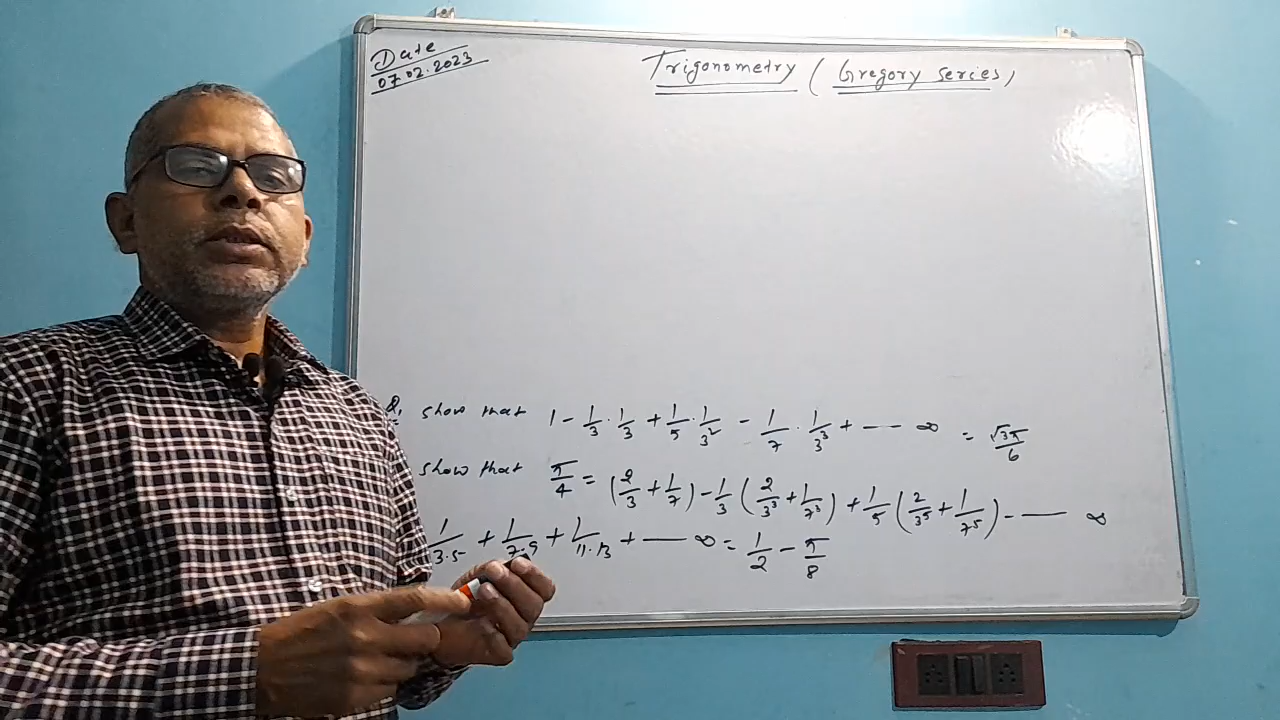 Date
07.02.2023
Trigonometry (Gregory series)
Q. show that 1 - 1/3 · 1/3 + 1/5 · 1/3² - 1/7 · 1/3³ + —— ∞ = √3π/6
show that π/4 = (2/3 + 1/7) - 1/3 (2/3³ + 1/7³) + 1/5 (2/3⁵ + 1/7⁵) - —— ∞
1/3.5 + 1/7.9 + 1/11.13 + —— ∞ = 1/2 - π/8